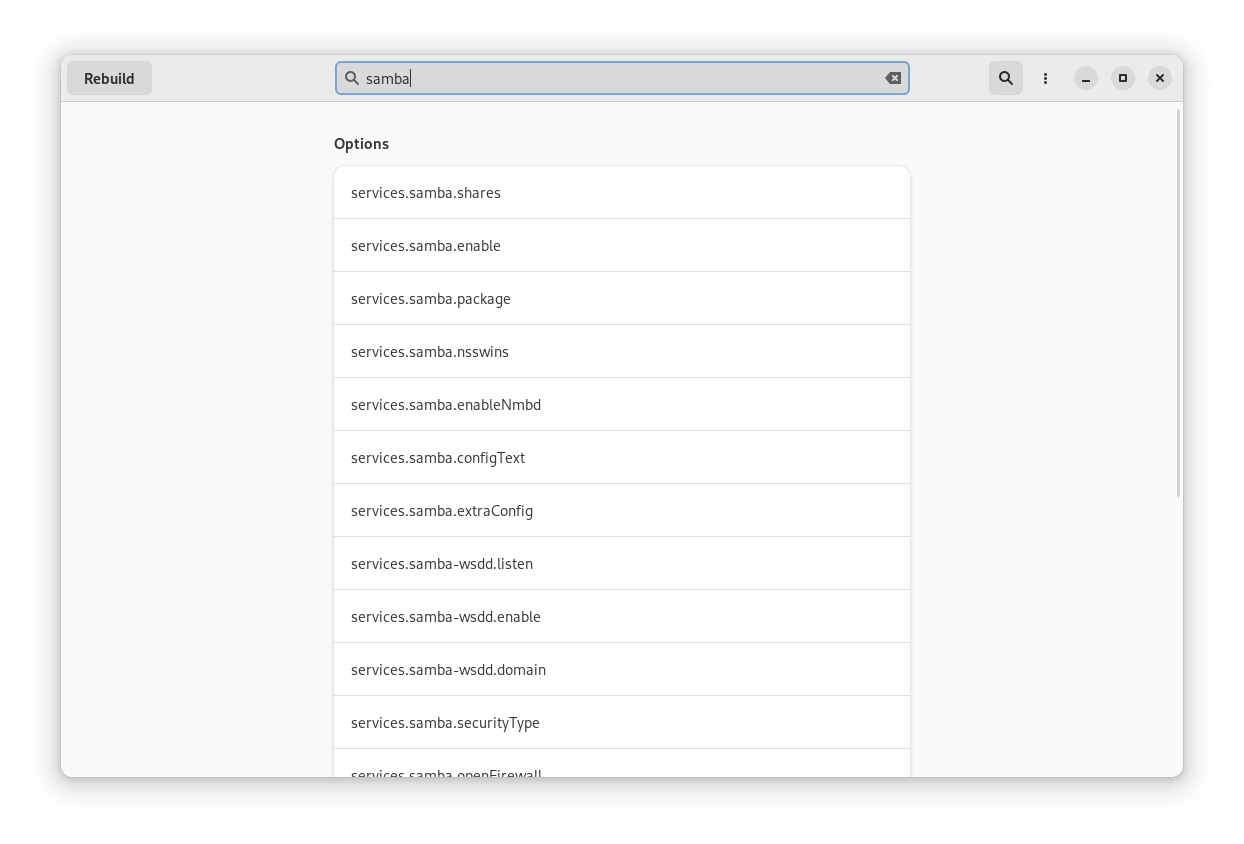 Rebuild
samba
Options
services.samba.shares
services.samba.enable
services.samba.package
services.samba.nsswins
services.samba.enableNmbd
services.samba.configText
services.samba.extraConfig
services.samba-wsdd.listen
services.samba-wsdd.enable
services.samba-wsdd.domain
services.samba.securityType
services.samba.openFirewall